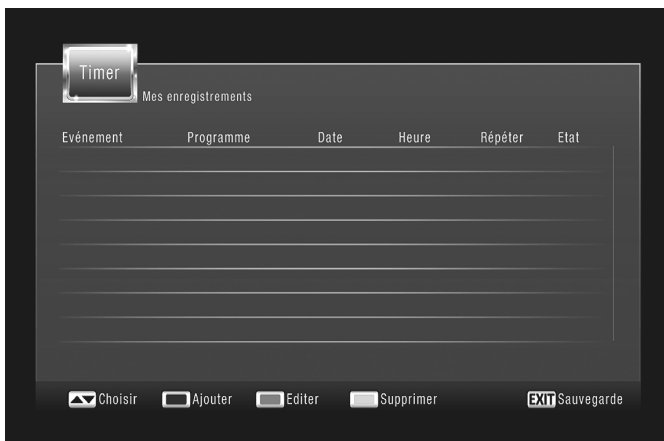 Timer
Mes enregistrements
Evénement Programme Date Heure Répéter Etat
Choisir Ajouter Editer Supprimer EXIT Sauvegarde